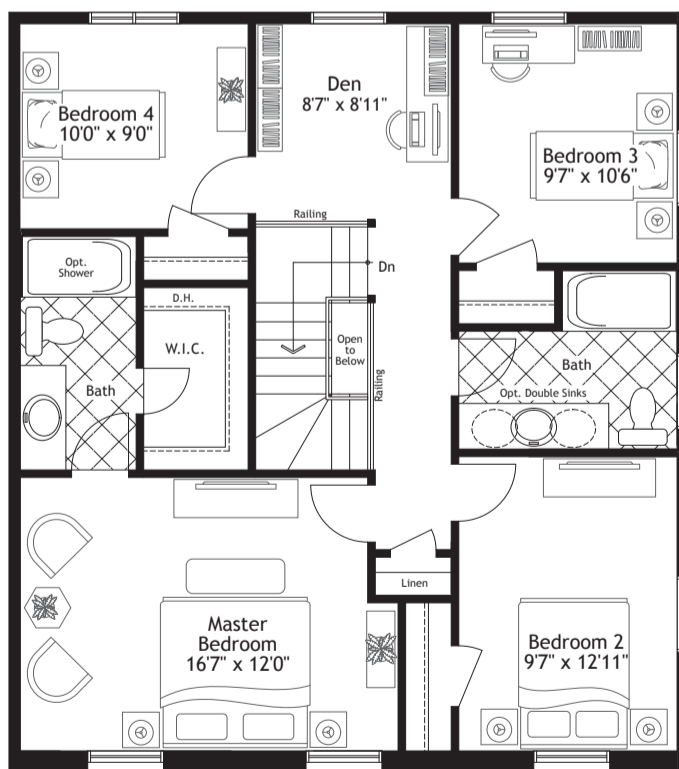 Bedroom 4
10'0" x 9'0"
Den
8'7" x 8'11"
Bedroom 3
9'7" x 10'6"
Railing
Dn
Opt.
Shower
D.H.
W.I.C.
Open
to
Below
Railing
Bath
Bath
Opt. Double Sinks
Linen
Master
Bedroom
16'7" x 12'0"
Bedroom 2
9'7" x 12'11"